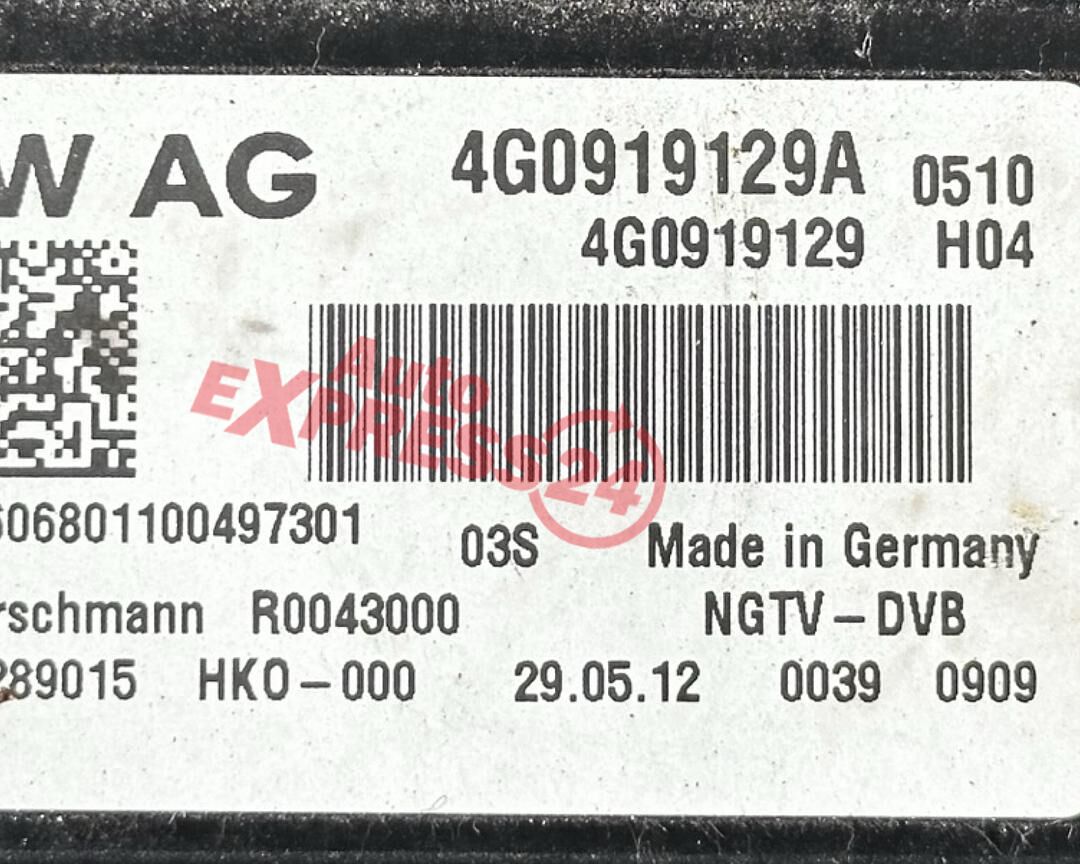 W AG
4G0919129A 0510
4G0919129 H04
Auto
EXPRESS24
606801100497301
03S Made in Germany
rschmann R0043000 NGTV-DVB
289015 HKO-000 29.05.12 0039 0909